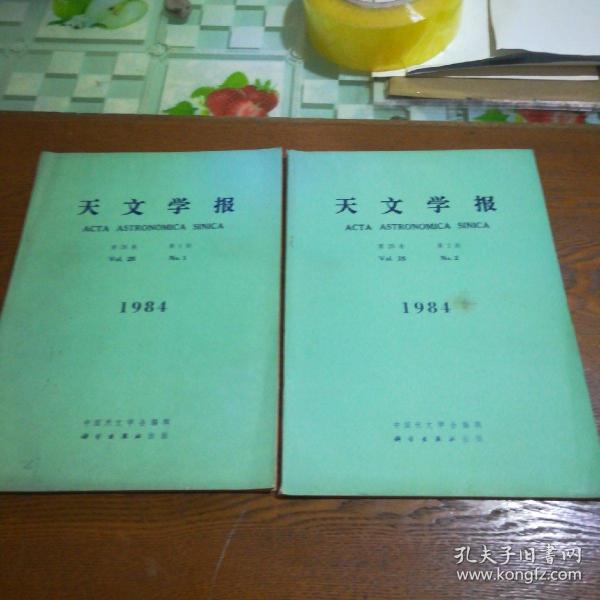 天文学报
ACTA ASTRONOMICA SINICA
第25卷 第1期
Vol. 25 No. 1
1984
中国天文学会编辑
科学出版社出版
天文学报
ACTA ASTRONOMICA SINICA
第25卷 第2期
Vol. 25 No. 2
1984
中国天文学会编辑
科学出版社出版
孔夫子旧书网
www.kongfz.com